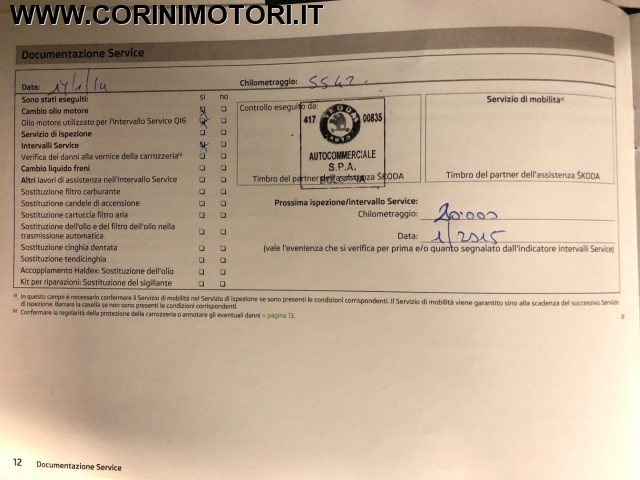 WWW.CORINIMOTORI.IT
Documentazione Service
Data: 17/1/14 Chilometraggio: 5542
Sono stati eseguiti: si no
Cambio olio motore
Olio motore utilizzato per l'Intervallo Service QI6
Servizio di ispezione
Intervalli Service
Verifica dei danni alla vernice della carrozzeria b)
Cambio liquido freni
Altri lavori di assistenza nell'intervallo Service
Sostituzione filtro carburante
Sostituzione candele di accensione
Sostituzione cartuccia filtro aria
Sostituzione dell'olio e del filtro dell'olio nella
trasmissione automatica
Sostituzione cinghia dentata
Sostituzione tendicinghia
Accoppiamento Haldex: Sostituzione dell'olio
Kit per riparazioni: Sostituzione del sigillante
Controllo eseguito da:
417 ŠKODA 00835
AUTO
AUTOCOMMERCIALE
S.P.A.
BOLOGNA
Timbro del partner dell'assistenza ŠKODA
Servizio di mobilità a)
Timbro del partner dell'assistenza ŠKODA
Prossima ispezione/intervallo Service:
Chilometraggio: 20.000
Data: 1/2015
(vale l'evenienza che si verifica per prima e/o quanto segnalato dall'indicatore intervalli Service)
a) In questo campo è necessario confermare il Servizio di mobilità nel Servizio di ispezione se sono presenti le condizioni corrispondenti. Il Servizio di mobilità viene garantito sino alla scadenza del successivo Servizio
di ispezione. Barrare la casella se non sono presenti le condizioni corrispondenti.
b) Confermare la regolarità della protezione della carrozzeria o annotare gli eventuali danni » pagina 13.
12 Documentazione Service